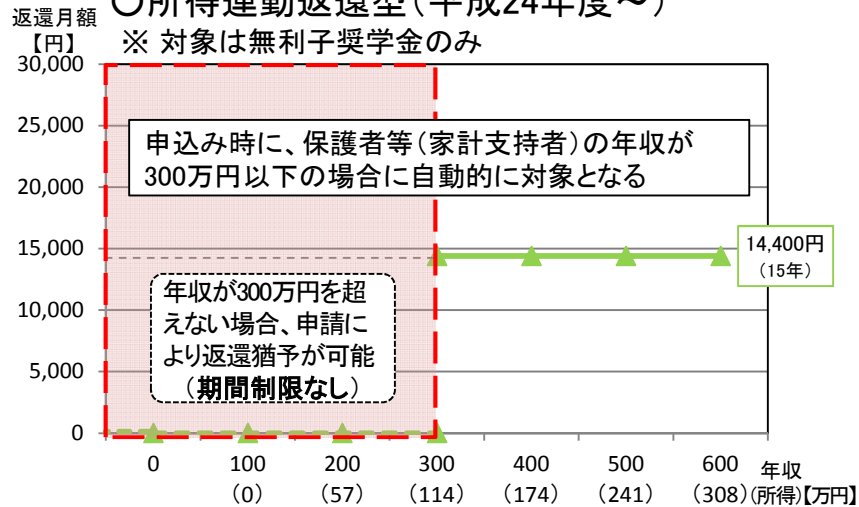 〇所得連動返還型（平成24年度～）
返還月額
【円】
※ 対象は無利子奨学金のみ
30,000
25,000
申込み時に、保護者等（家計支持者）の年収が
300万円以下の場合に自動的に対象となる
20,000
15,000
14,400円
（15年）
年収が300万円を超
えない場合、申請に
より返還猶予が可能
（期間制限なし）
10,000
5,000
0
0 100 200 300 400 500 600 年収
（0） （57） （114） （174） （241） （308）（所得）【万円】